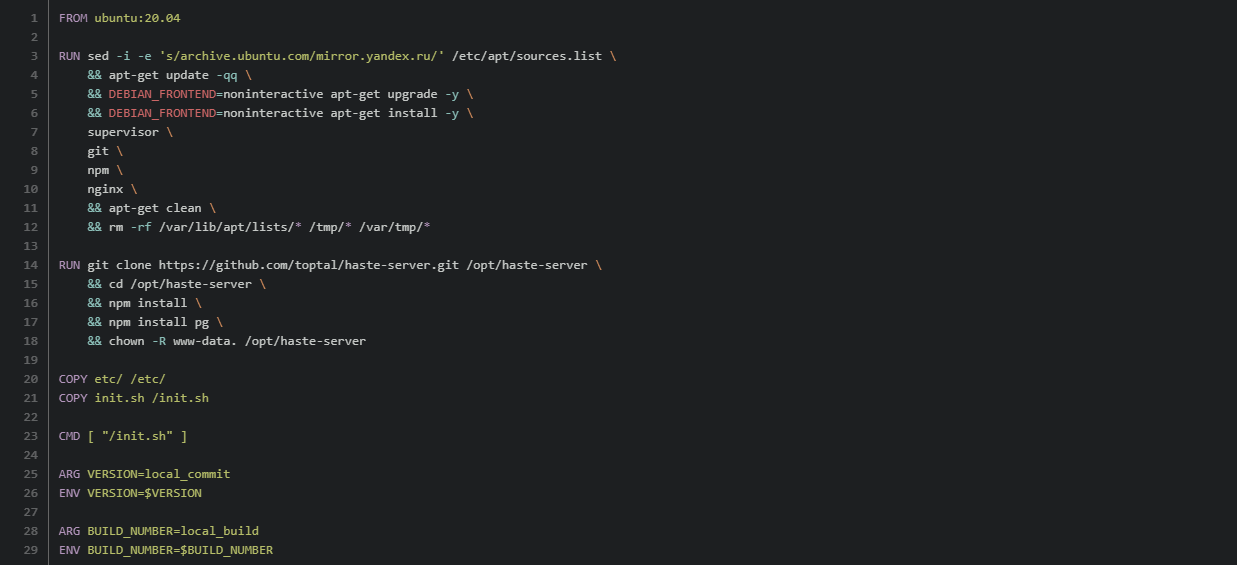 1 FROM ubuntu:20.04
2
3 RUN sed -i -e 's/archive.ubuntu.com/mirror.yandex.ru/' /etc/apt/sources.list \
4     && apt-get update -qq \
5     && DEBIAN_FRONTEND=noninteractive apt-get upgrade -y \
6     && DEBIAN_FRONTEND=noninteractive apt-get install -y \
7     supervisor \
8     git \
9     npm \
10     nginx \
11     && apt-get clean \
12     && rm -rf /var/lib/apt/lists/* /tmp/* /var/tmp/*
13
14 RUN git clone https://github.com/toptal/haste-server.git /opt/haste-server \
15     && cd /opt/haste-server \
16     && npm install \
17     && npm install pg \
18     && chown -R www-data. /opt/haste-server
19
20 COPY etc/ /etc/
21 COPY init.sh /init.sh
22
23 CMD [ "/init.sh" ]
24
25 ARG VERSION=local_commit
26 ENV VERSION=$VERSION
27
28 ARG BUILD_NUMBER=local_build
29 ENV BUILD_NUMBER=$BUILD_NUMBER